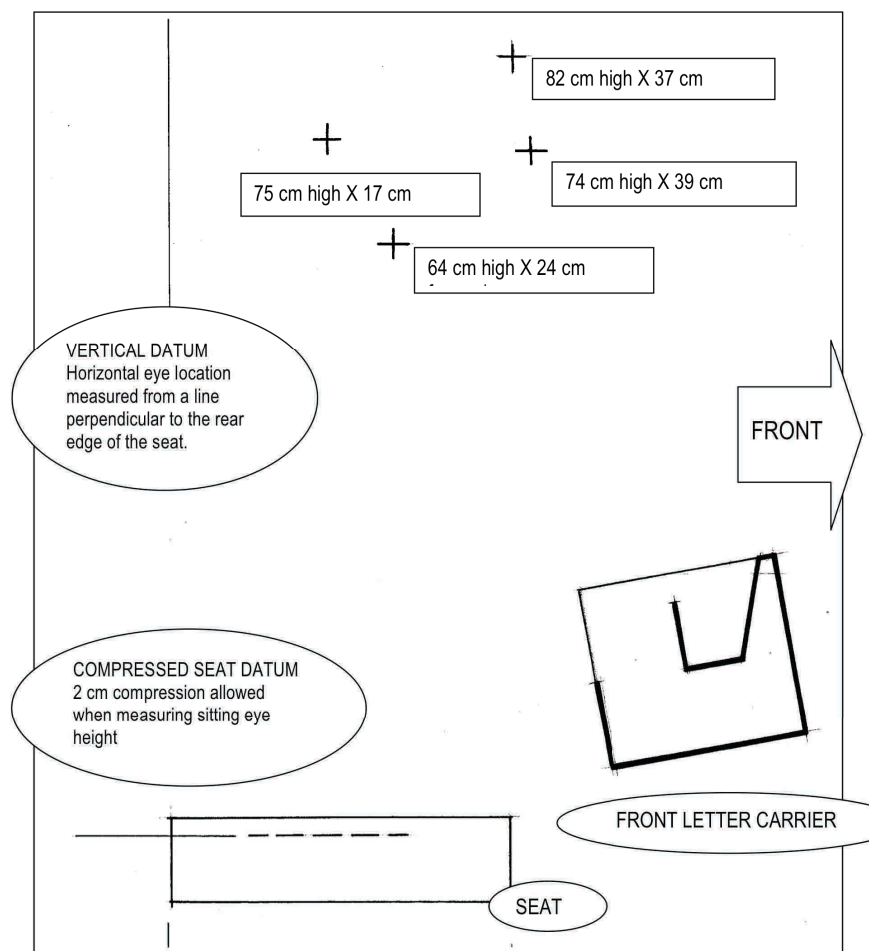 82 cm high X 37 cm
75 cm high X 17 cm
74 cm high X 39 cm
64 cm high X 24 cm
VERTICAL DATUM
Horizontal eye location
measured from a line
perpendicular to the rear
edge of the seat.
FRONT
COMPRESSED SEAT DATUM
2 cm compression allowed
when measuring sitting eye
height
FRONT LETTER CARRIER
SEAT